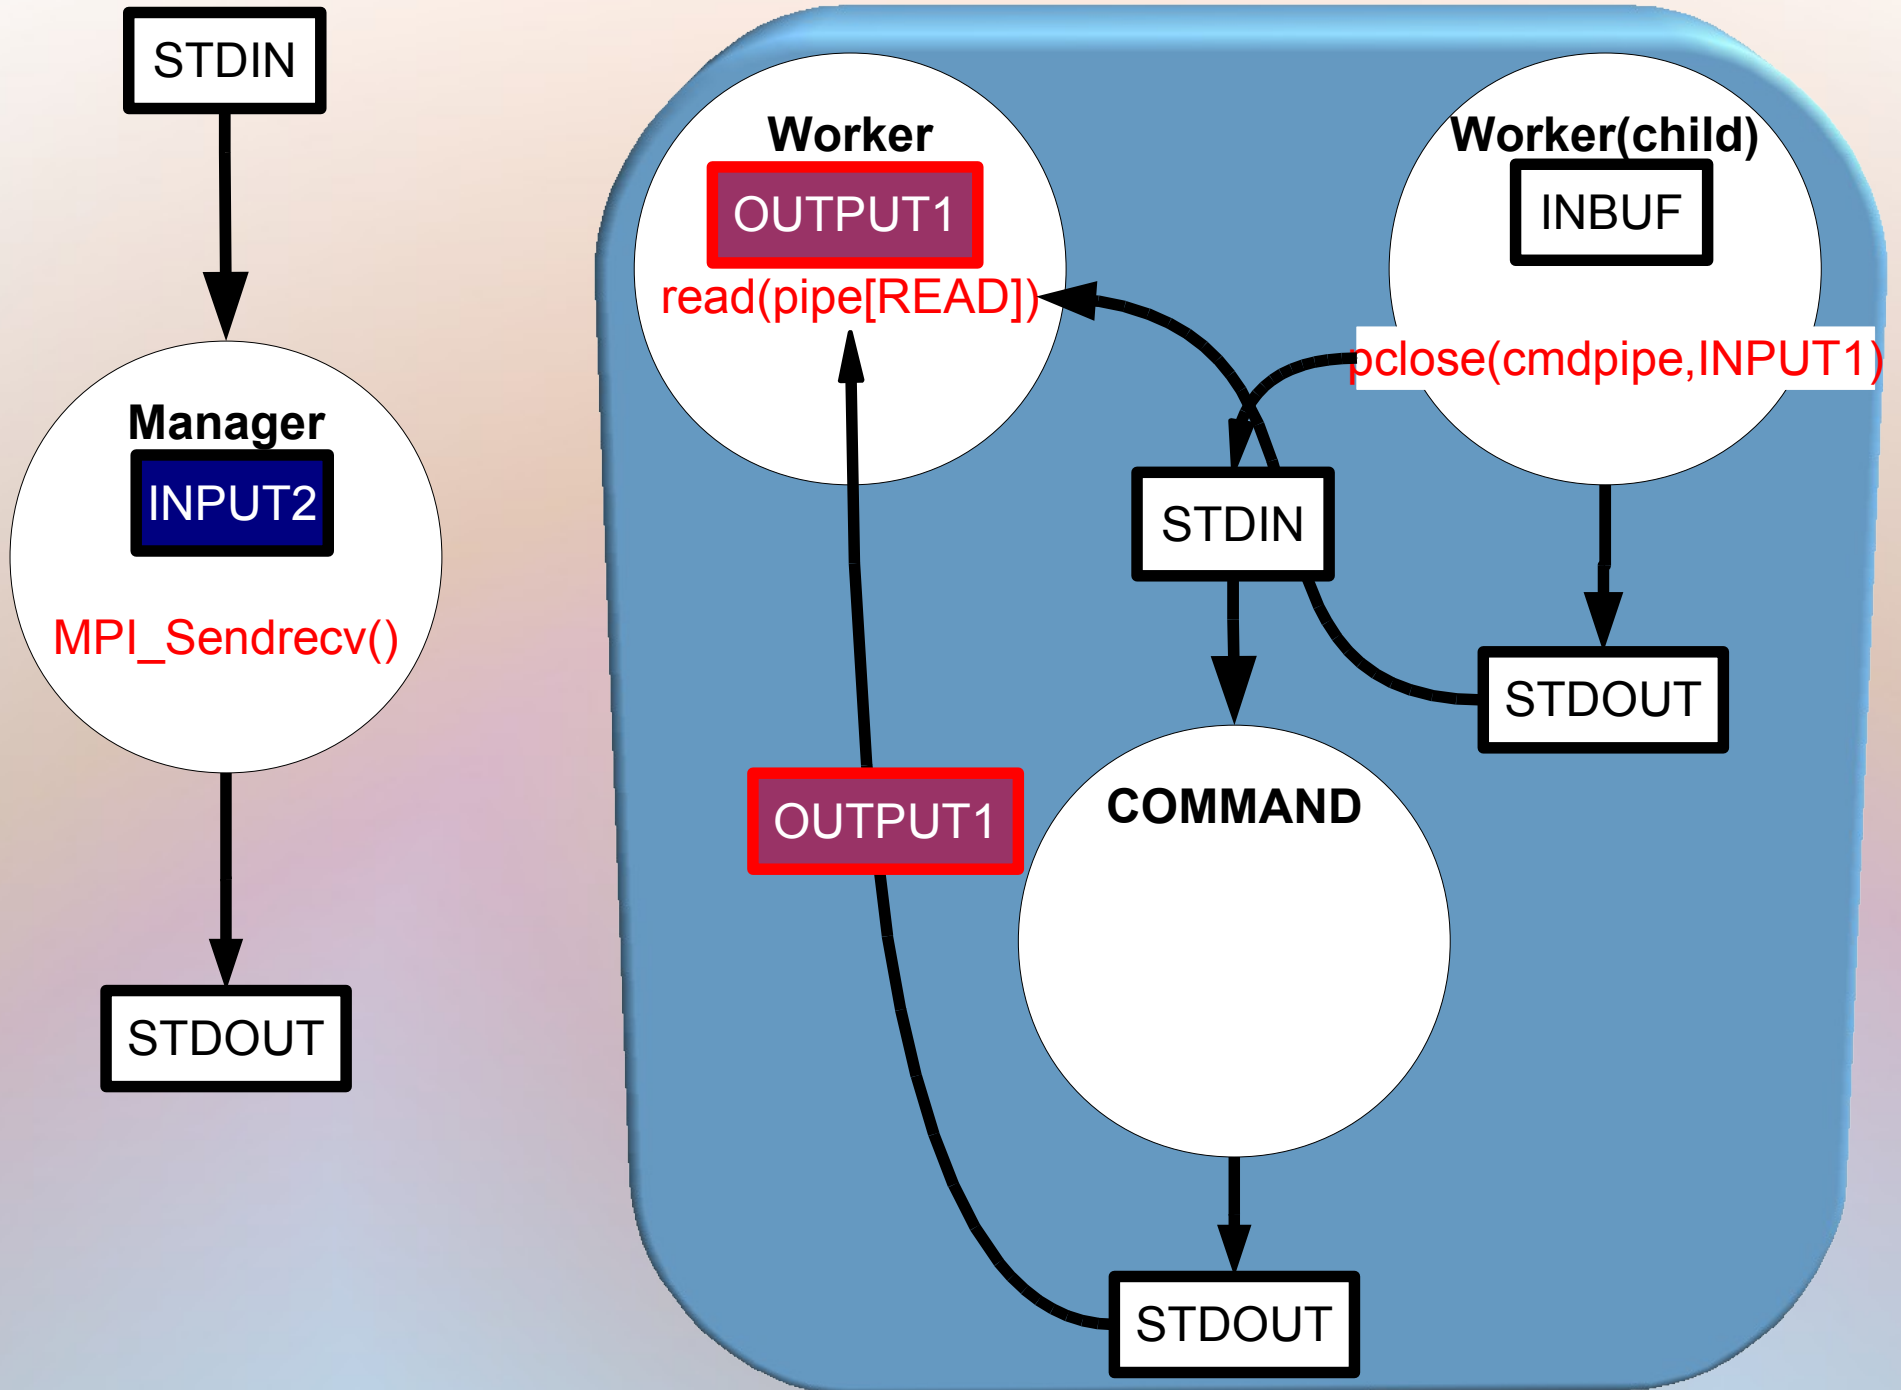 STDIN
Manager
INPUT2
MPI_Sendrecv()
STDOUT
Worker
OUTPUT1
read(pipe[READ])
Worker(child)
INBUF
pclose(cmdpipe,INPUT1)
STDIN
STDOUT
OUTPUT1
COMMAND
STDOUT